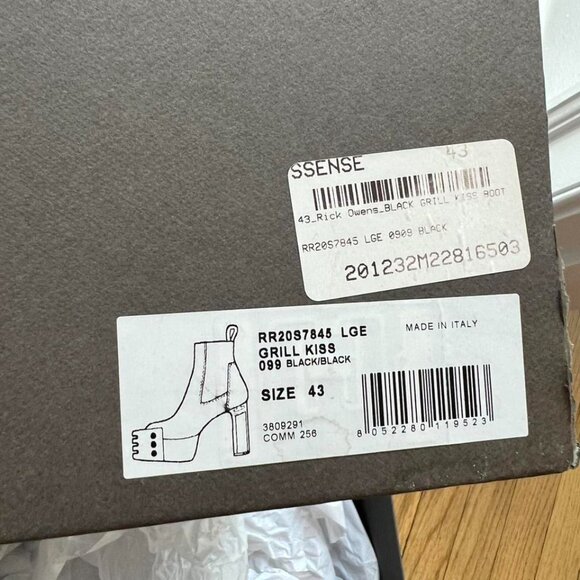 SSENSE 43
43_Rick Owens_BLACK GRILL KISS BOOT
RR20S7845 LGE 0909 BLACK
201232M22816503
RR20S7845 LGE
GRILL KISS
099 BLACK/BLACK
MADE IN ITALY
SIZE 43
3809291
COMM 256
8 052280 119523